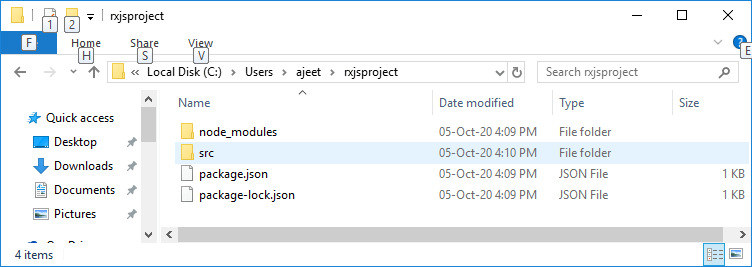 1 2 rxjsproject
F Home Share View
H S V E
Local Disk (C:) Users ajeet rxjsproject Search rxjsproject
Name Date modified Type Size
Quick access
Desktop
Downloads
Documents
Pictures
node_modules 05-Oct-20 4:09 PM File folder
src 05-Oct-20 4:10 PM File folder
package.json 05-Oct-20 4:09 PM JSON File 1 KB
package-lock.json 05-Oct-20 4:09 PM JSON File 1 KB
4 items